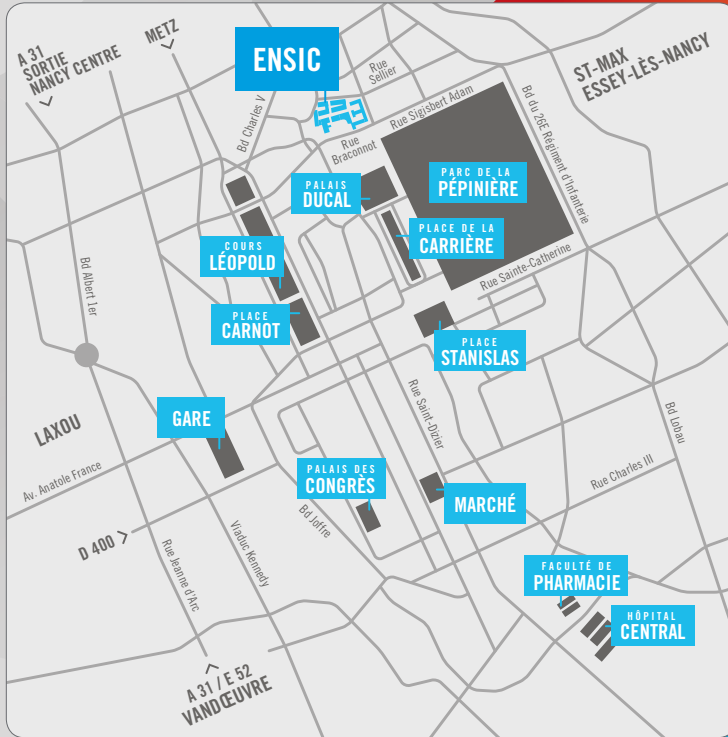 METZ
A 31
SORTIE
NANCY CENTRE
ENSIC
Rue
Sellier
ST-MAX
ESSEY-LÈS-NANCY
Bd Charles V
Rue Sigisbert Adam
Rue
Braconnot
Bd du 26E Régiment d'Infanterie
PALAIS
DUCAL
PARC DE LA
PÉPINIÈRE
PLACE DE LA
CARRIÈRE
COURS
LÉOPOLD
Rue Sainte-Catherine
Bd Albert 1er
PLACE
CARNOT
PLACE
STANISLAS
GARE
Rue Saint-Dizier
LAXOU
Bd Lobau
Av. Anatole France
PALAIS DES
CONGRÈS
MARCHÉ
Rue Charles III
D 400
Bd Joffre
Viaduc Kennedy
Rue Jeanne d'Arc
FACULTÉ DE
PHARMACIE
HÔPITAL
CENTRAL
A 31 / E 52
VANDŒUVRE